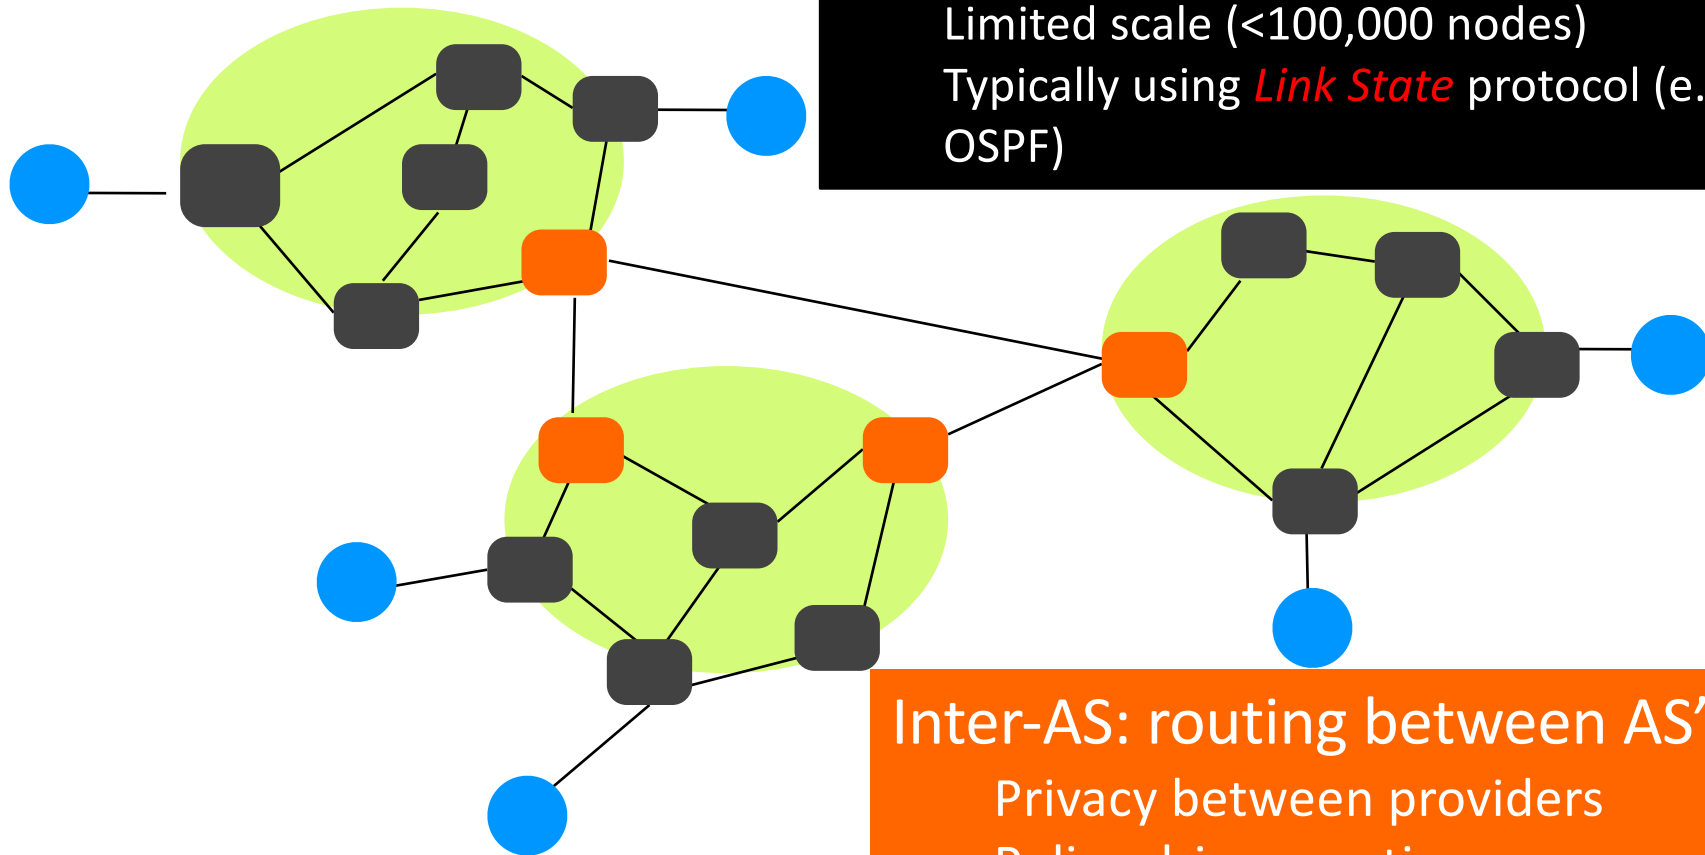 Limited scale (<100,000 nodes)
Typically using Link State protocol (e.
OSPF)
Inter-AS: routing between AS'
Privacy between providers